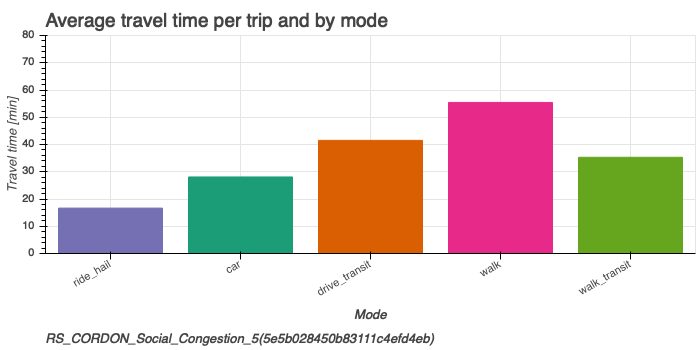 Average travel time per trip and by mode
80
70
60
50
40
30
20
10
0
Travel time [min]
ride_hail
car
drive_transit
walk
walk_transit
Mode
RS_CORDON_Social_Congestion_5(5e5b028450b83111c4efd4eb)